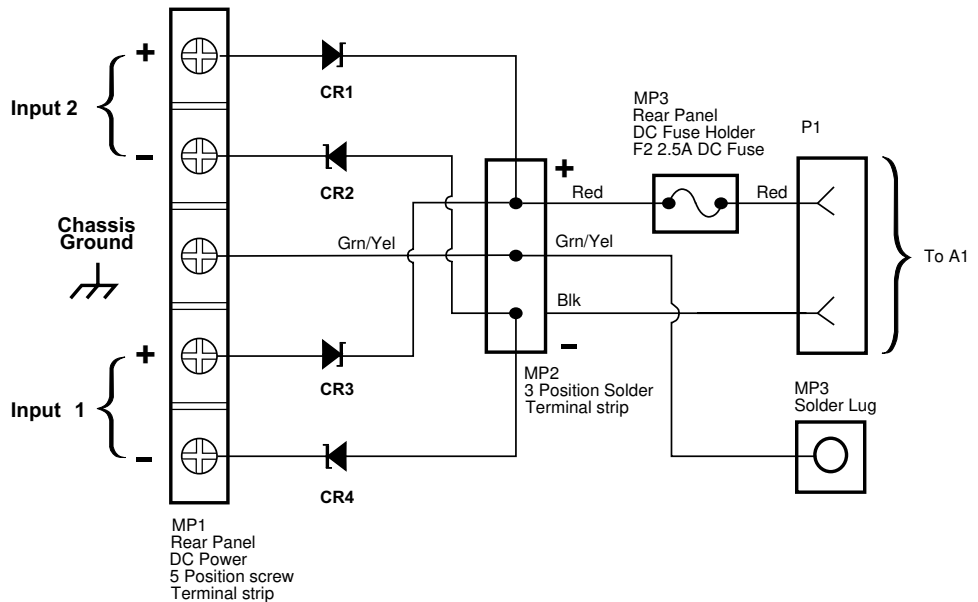 +
Input 2
−
Chassis
Ground
+
Input 1
−
CR1
CR2
Grn/Yel
CR3
CR4
MP1
Rear Panel
DC Power
5 Position screw
Terminal strip
+
Red
Grn/Yel
Blk
−
MP2
3 Position Solder
Terminal strip
MP3
Rear Panel
DC Fuse Holder
F2 2.5A DC Fuse
Red
P1
To A1
MP3
Solder Lug